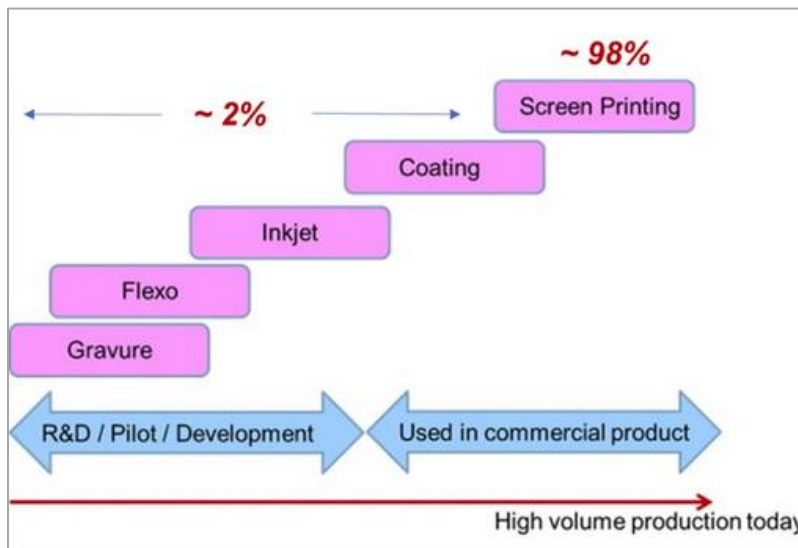 ~ 98%
Screen Printing
~ 2%
Coating
Inkjet
Flexo
Gravure
R&D / Pilot / Development
Used in commercial product
High volume production today